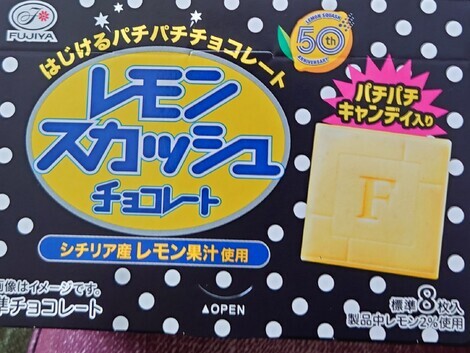 FUJIYA
はじけるパチパチチョコレート
LEMON SQUASH
50th
ANNIVERSARY
レモン
スカッシュ
チョコレート
パチパチ
キャンディ入り
F
シチリア産 レモン果汁 使用
画像はイメージです。
準チョコレート
▲OPEN
標準8枚入
製品中レモン2%使用